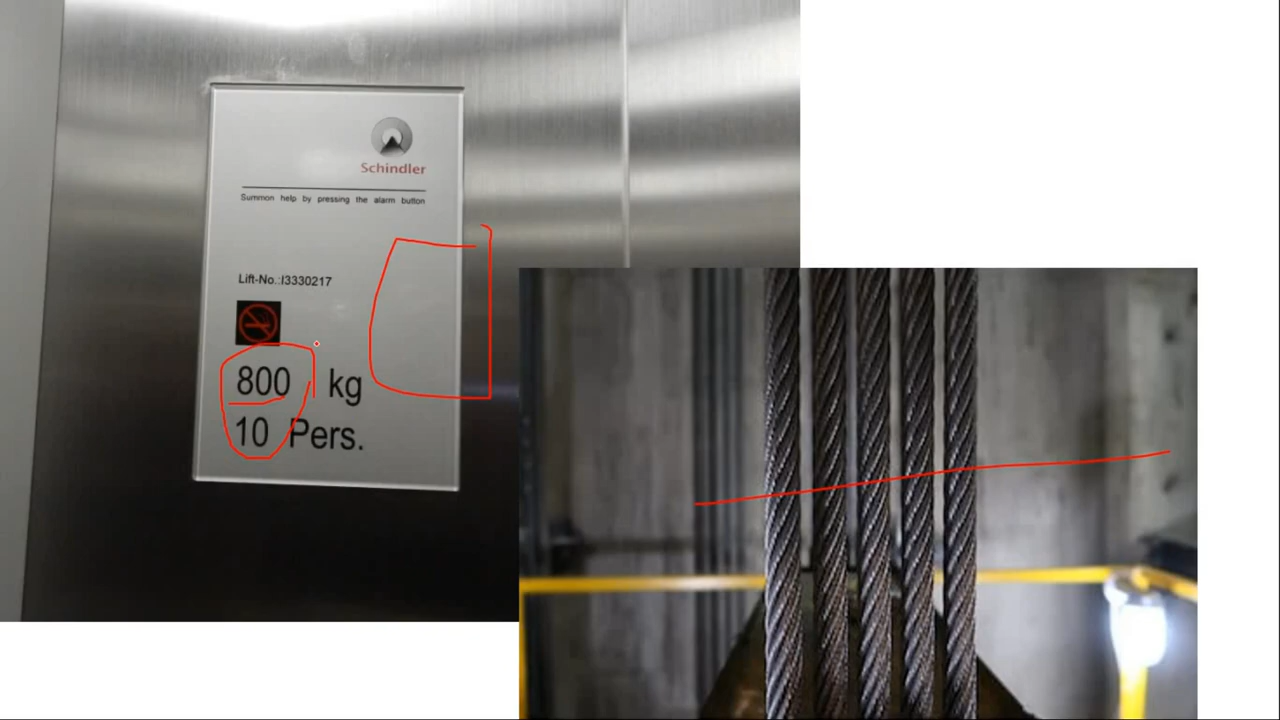 Schindler
Summon help by pressing the alarm button
Lift-No.:I3330217
800 kg
10 Pers.